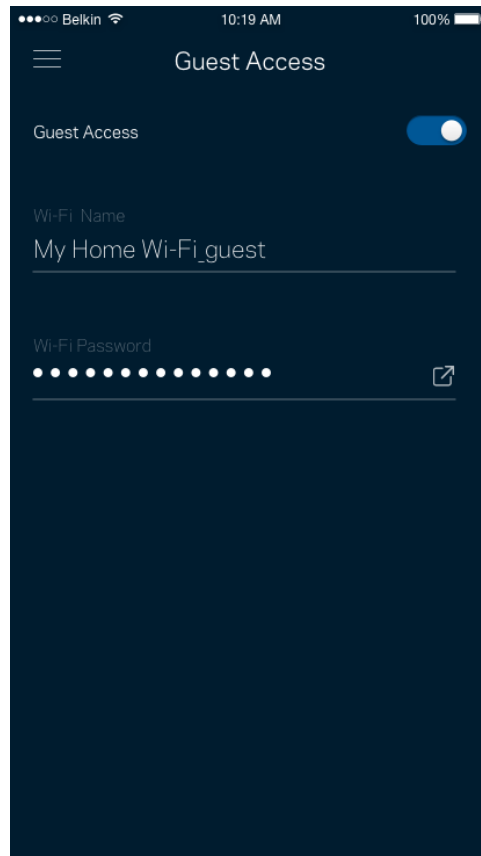 ●●●○○ Belkin 10:19 AM 100%
Guest Access
Guest Access
Wi-Fi Name
My Home Wi-Fi_guest
Wi-Fi Password
●●●●●●●●●●●●●●